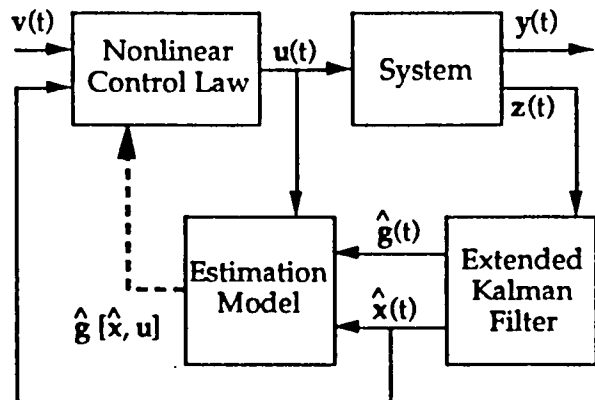 v(t)
Nonlinear
Control Law
u(t)
System
y(t)
z(t)
Estimation
Model
ĝ(t)
x̂(t)
Extended
Kalman
Filter
ĝ [x̂, u]